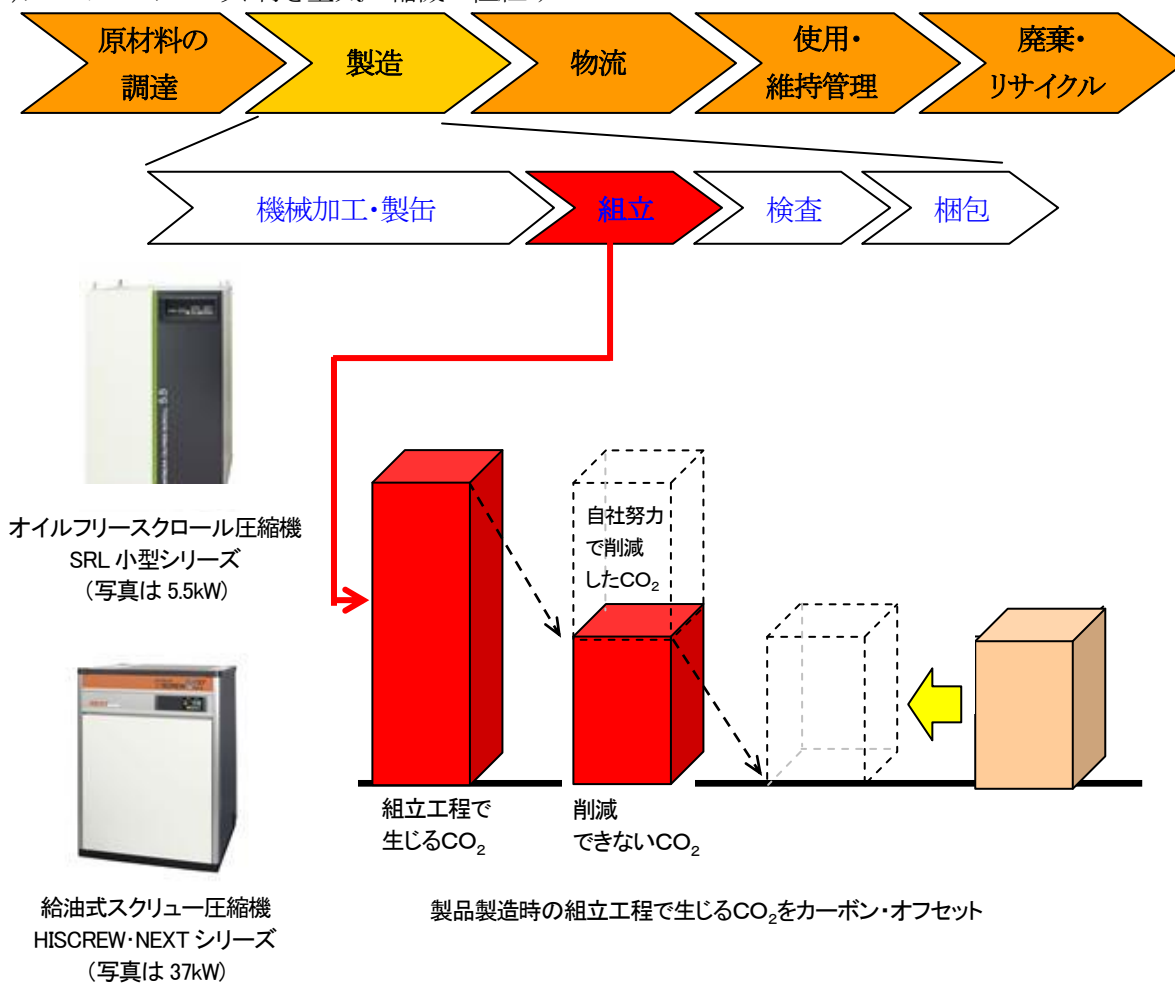 原材料の
調達
製造
物流
使用・
維持管理
廃棄・
リサイクル
機械加工・製缶
組立
検査
梱包
オイルフリースクロール圧縮機
SRL 小型シリーズ
（写真は 5.5kW）
自社努力
で削減
したCO₂
組立工程で
生じるCO₂
削減
できないCO₂
給油式スクリュー圧縮機
HISCREW・NEXT シリーズ
（写真は 37kW）
製品製造時の組立工程で生じるCO₂をカーボン・オフセット